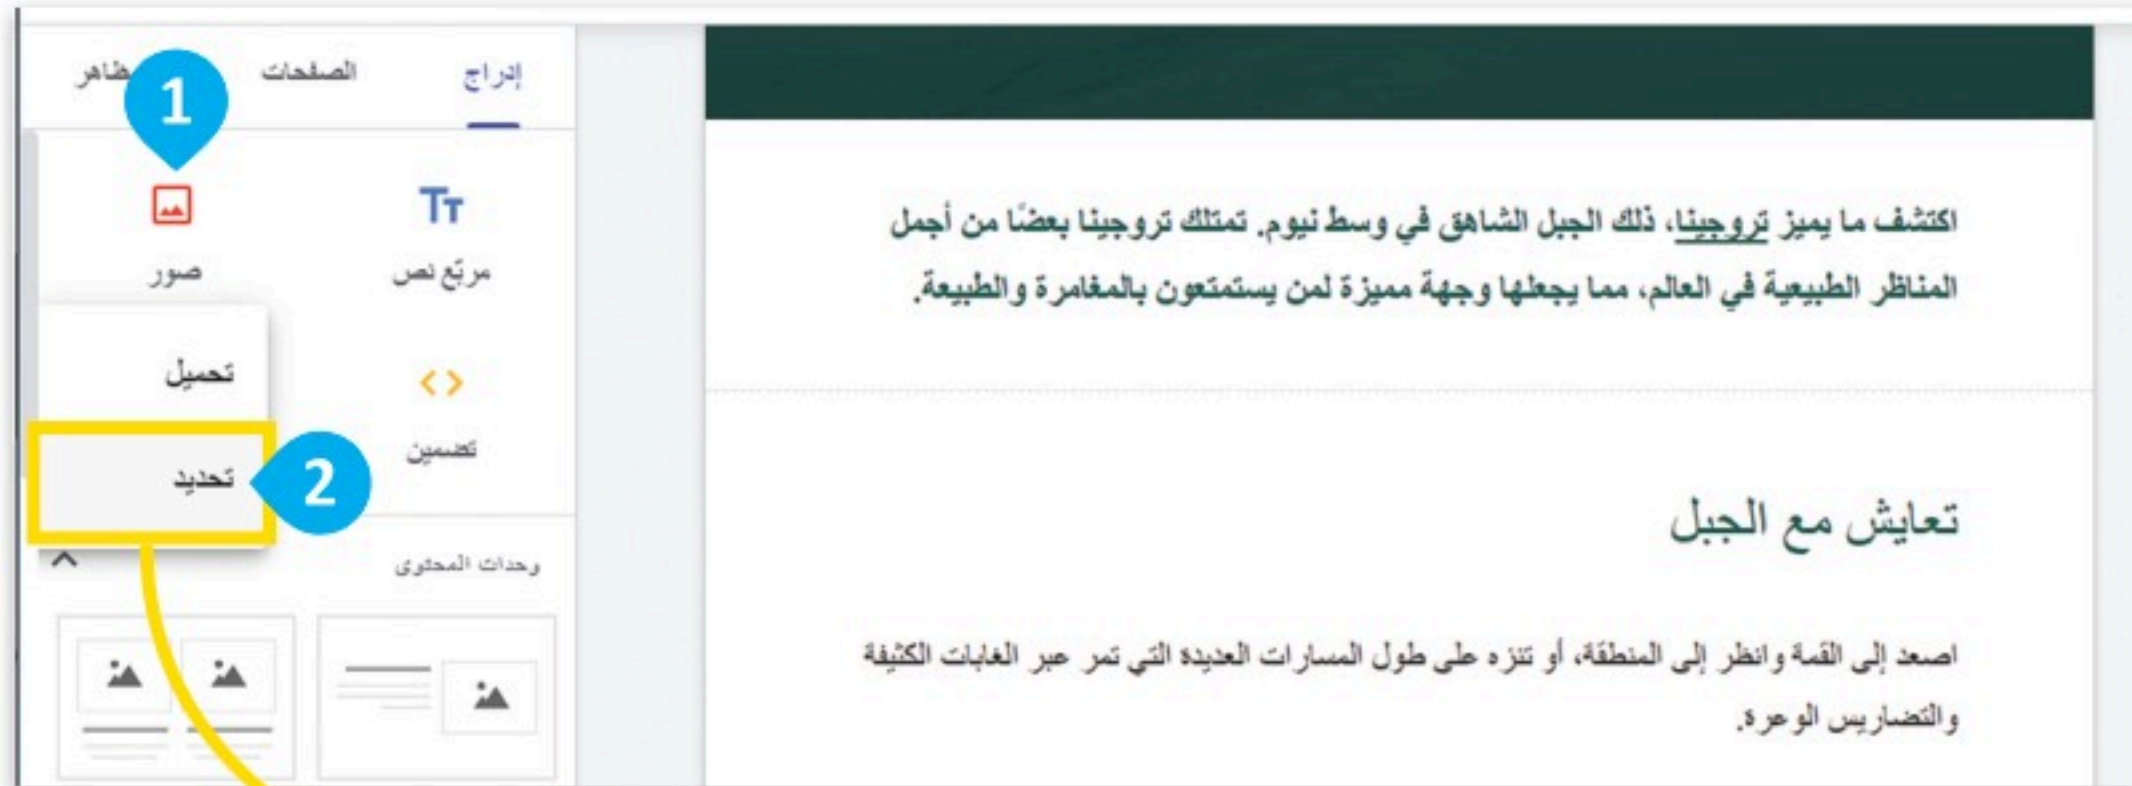 إدراج
الصفحات
1
مربّع نص
صور
تحميل
تضمين
تحديد
2
وحدات المحتوى
اكتشف ما يميز تروجينا، ذلك الجبل الشاهق في وسط نيوم. تمتلك تروجينا بعضًا من أجمل
المناظر الطبيعية في العالم، مما يجعلها وجهة مميزة لمن يستمتعون بالمغامرة والطبيعة.
تعايش مع الجبل
اصعد إلى القمة وانظر إلى المنطقة، أو تنزه على طول المسارات العديدة التي تمر عبر الغابات الكثيفة
والتضاريس الوعرة.